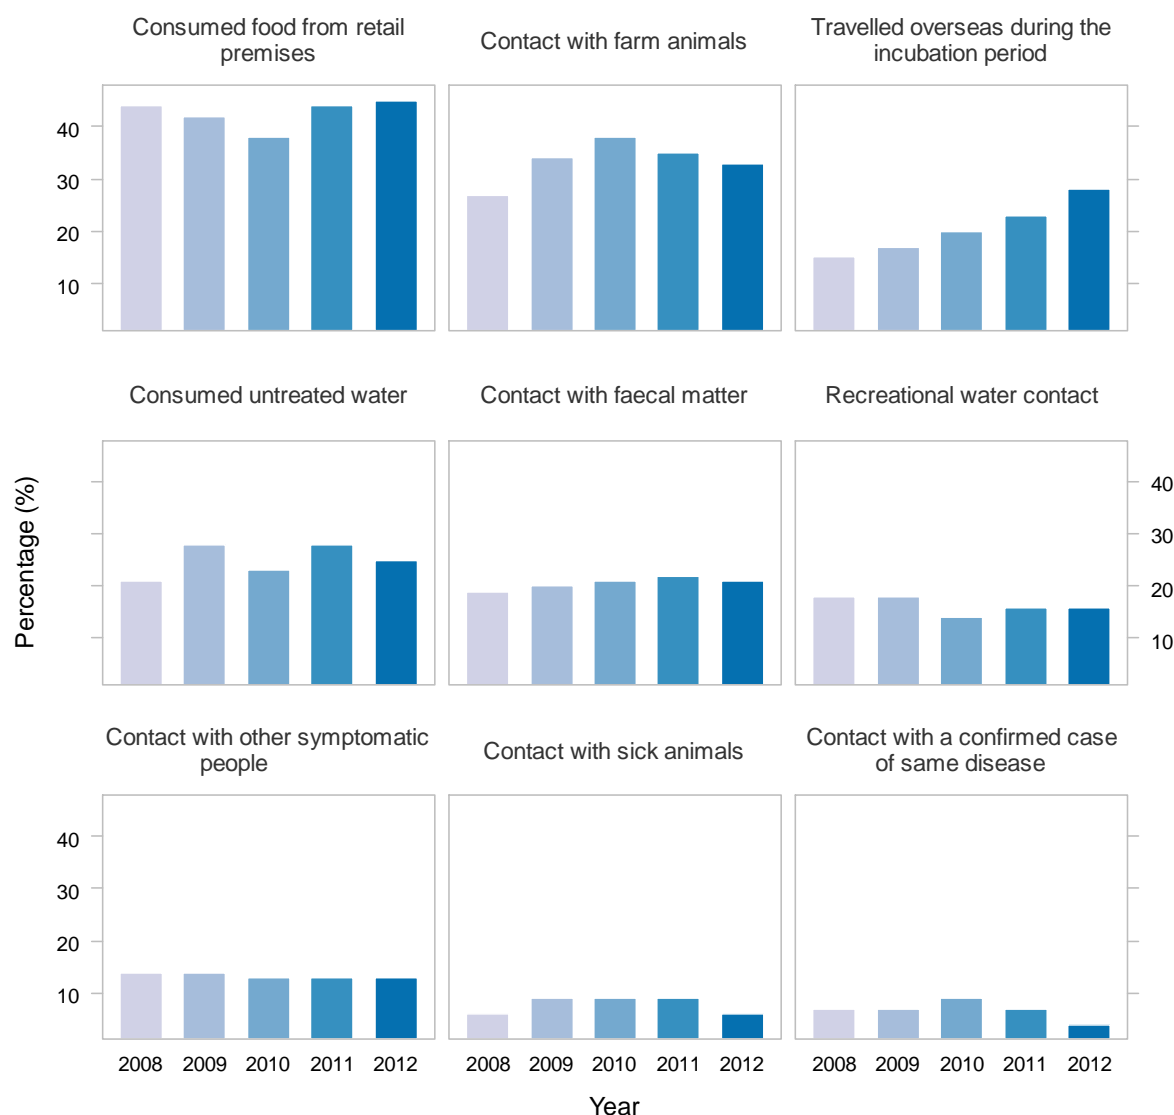 Consumed food from retail
premises
Contact with farm animals
Travelled overseas during the
incubation period
40
30
20
10
Consumed untreated water
Contact with faecal matter
Recreational water contact
Percentage (%)
40
30
20
10
Contact with other symptomatic
people
Contact with sick animals
Contact with a confirmed case
of same disease
40
30
20
10
2008 2009 2010 2011 2012 2008 2009 2010 2011 2012 2008 2009 2010 2011 2012
Year